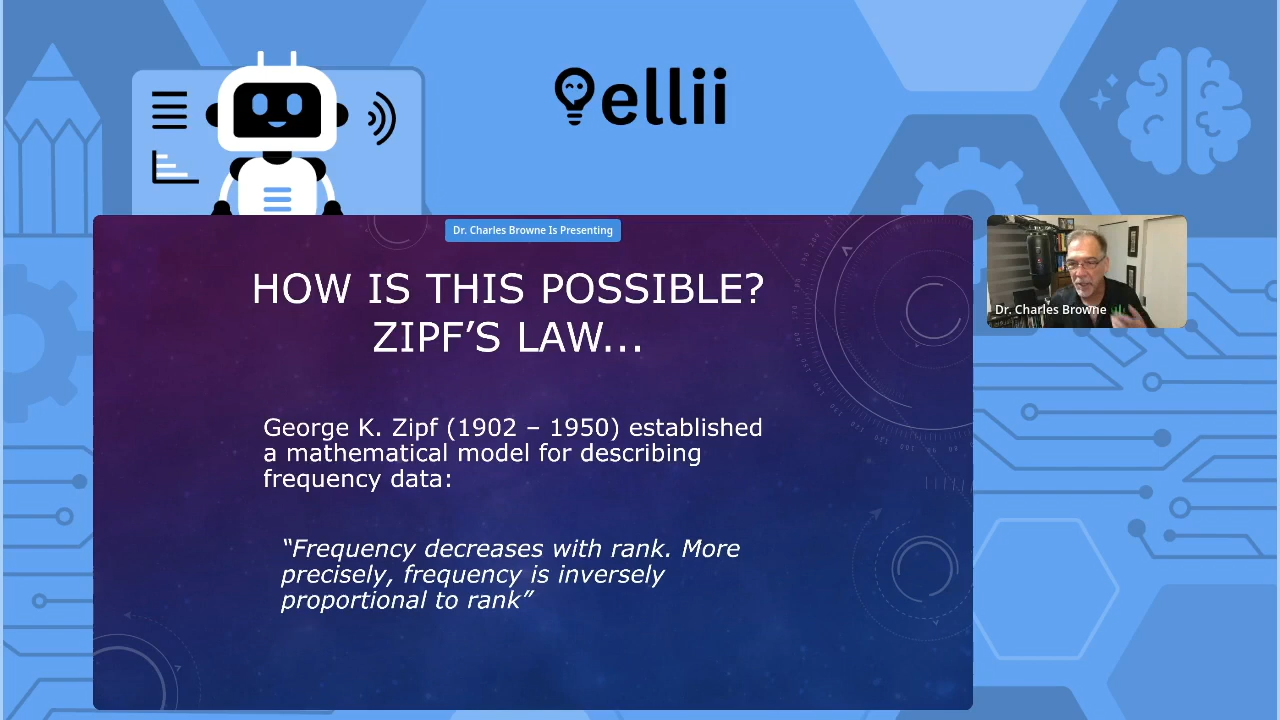 ellii
Dr. Charles Browne Is Presenting
HOW IS THIS POSSIBLE?
ZIPF’S LAW...
George K. Zipf (1902 – 1950) established
a mathematical model for describing
frequency data:
“Frequency decreases with rank. More
precisely, frequency is inversely
proportional to rank”
Dr. Charles Browne